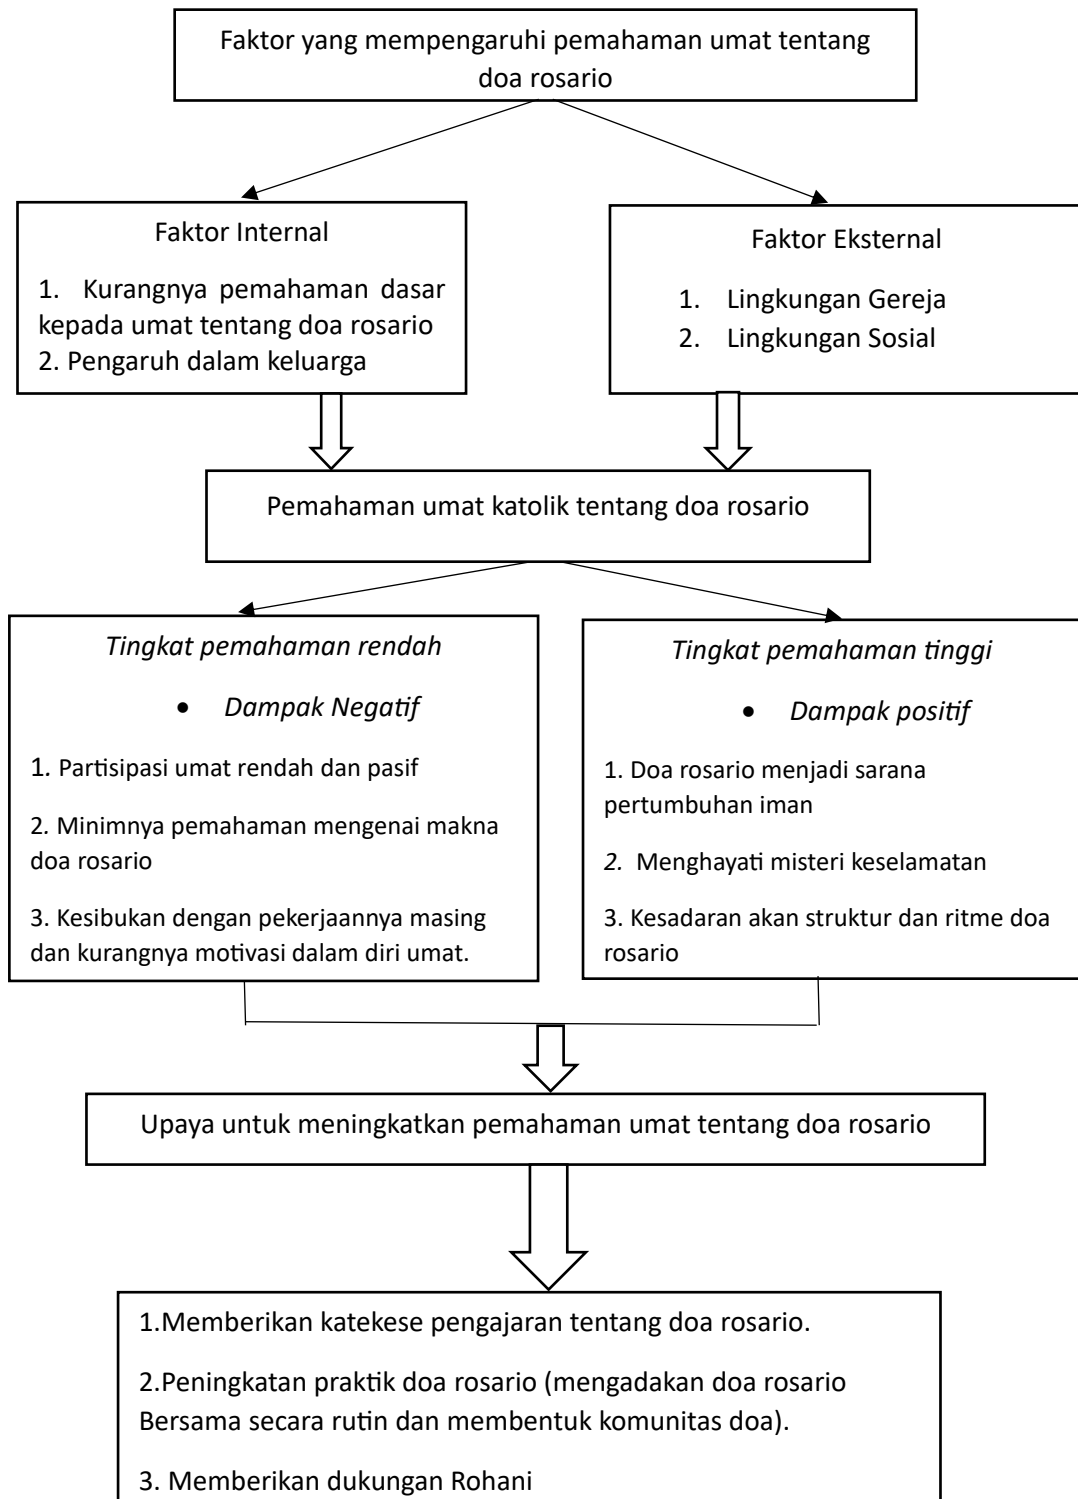 Faktor yang mempengaruhi pemahaman umat tentang
doa rosario
Faktor Internal
1. Kurangnya pemahaman dasar
kepada umat tentang doa rosario
2. Pengaruh dalam keluarga
Faktor Eksternal
1. Lingkungan Gereja
2. Lingkungan Sosial
Pemahaman umat katolik tentang doa rosario
Tingkat pemahaman rendah
• Dampak Negatif
1. Partisipasi umat rendah dan pasif
2. Minimnya pemahaman mengenai makna
doa rosario
3. Kesibukan dengan pekerjaannya masing
dan kurangnya motivasi dalam diri umat.
Tingkat pemahaman tinggi
• Dampak positif
1. Doa rosario menjadi sarana
pertumbuhan iman
2. Menghayati misteri keselamatan
3. Kesadaran akan struktur dan ritme doa
rosario
Upaya untuk meningkatkan pemahaman umat tentang doa rosario
1.Memberikan katekese pengajaran tentang doa rosario.
2.Peningkatan praktik doa rosario (mengadakan doa rosario
Bersama secara rutin dan membentuk komunitas doa).
3. Memberikan dukungan Rohani